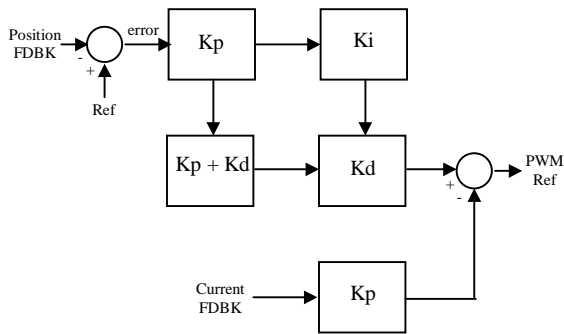 Position
FDBK
error
Kp
Ki
-
+
Ref
Kp + Kd
Kd
+
-
PWM
Ref
Current
FDBK
Kp